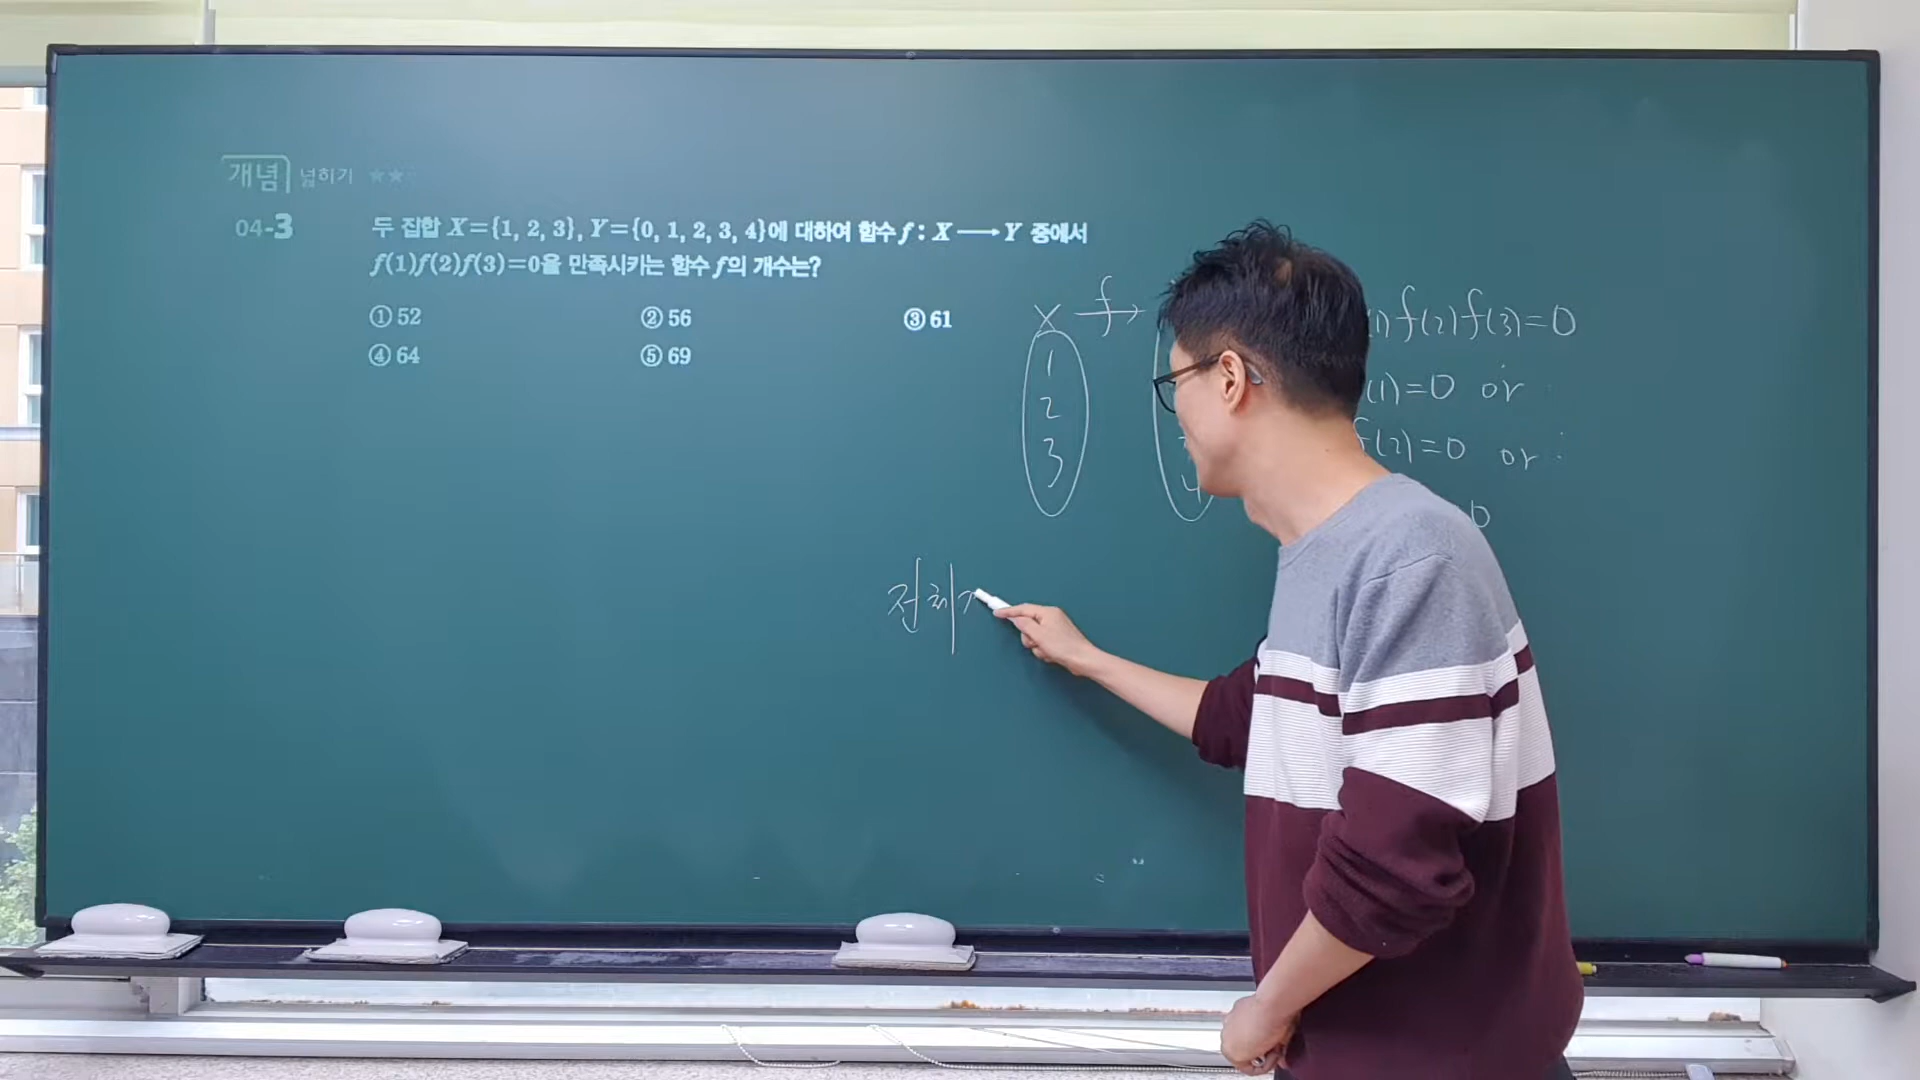 개념 넓히기 ★★
04-3 두 집합 X={1, 2, 3}, Y={0, 1, 2, 3, 4}에 대하여 함수 f : X ⟶ Y 중에서
f(1)f(2)f(3)=0을 만족시키는 함수 f의 개수는?
① 52 ② 56 ③ 61
④ 64 ⑤ 69
X f →
1
2
3
4
f(2)f(3)=0
(1)=0 or
f(2)=0 or
0
전체